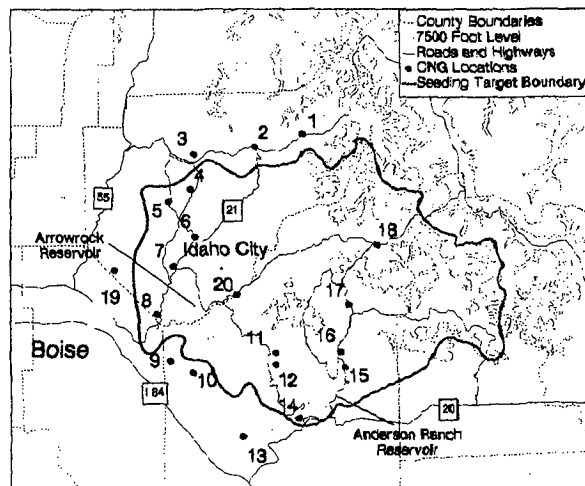 County Boundaries
7500 Foot Level
Roads and Highways
CNG Locations
Seeding Target Boundary
1
2
3
4
55
5
21
6
Idaho City
18
Arrowrock
Reservoir
7
19
20
17
8
Boise
11
16
9
12
15
10
I 84
14
20
13
Anderson Ranch
Reservoir